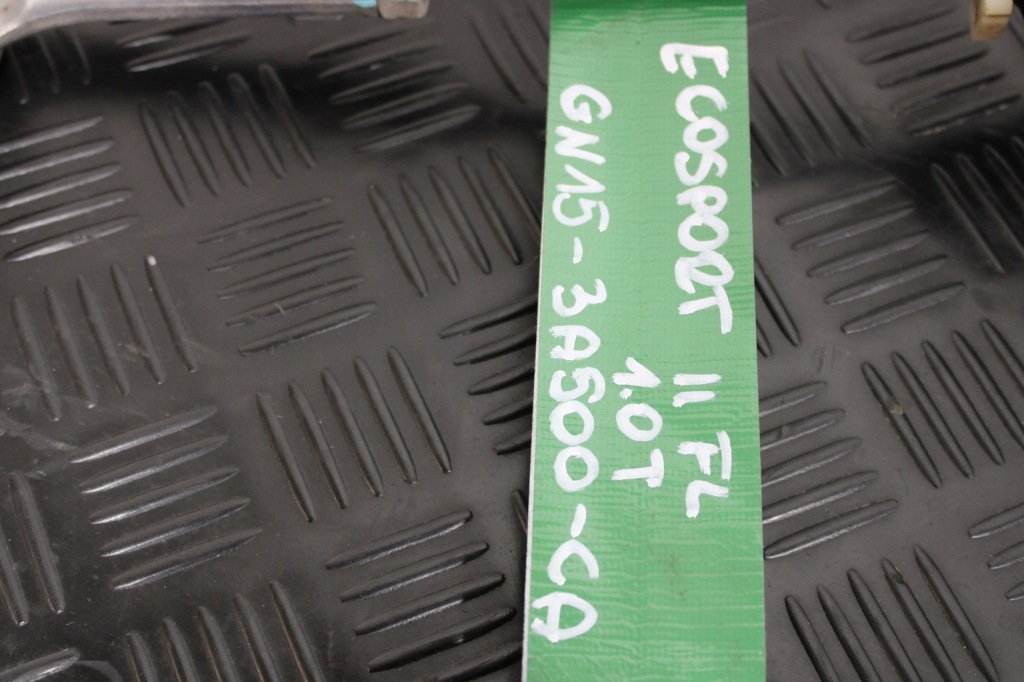 ECOSPORT II FL
1.0T
GN15-3A500-CA